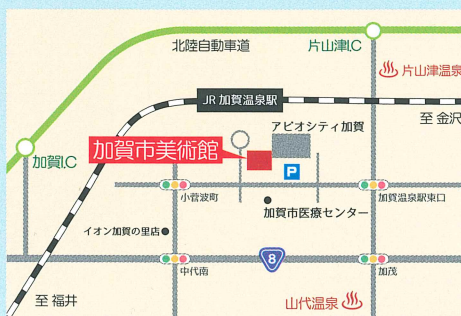 北陸自動車道
片山津I.C
片山津温泉
JR 加賀温泉駅
至 金沢
アビオシティ加賀
加賀市美術館
加賀I.C
P
小菅波町
加賀温泉駅東口
加賀市医療センター
イオン加賀の里店
8
中代南
加茂
至 福井
山代温泉